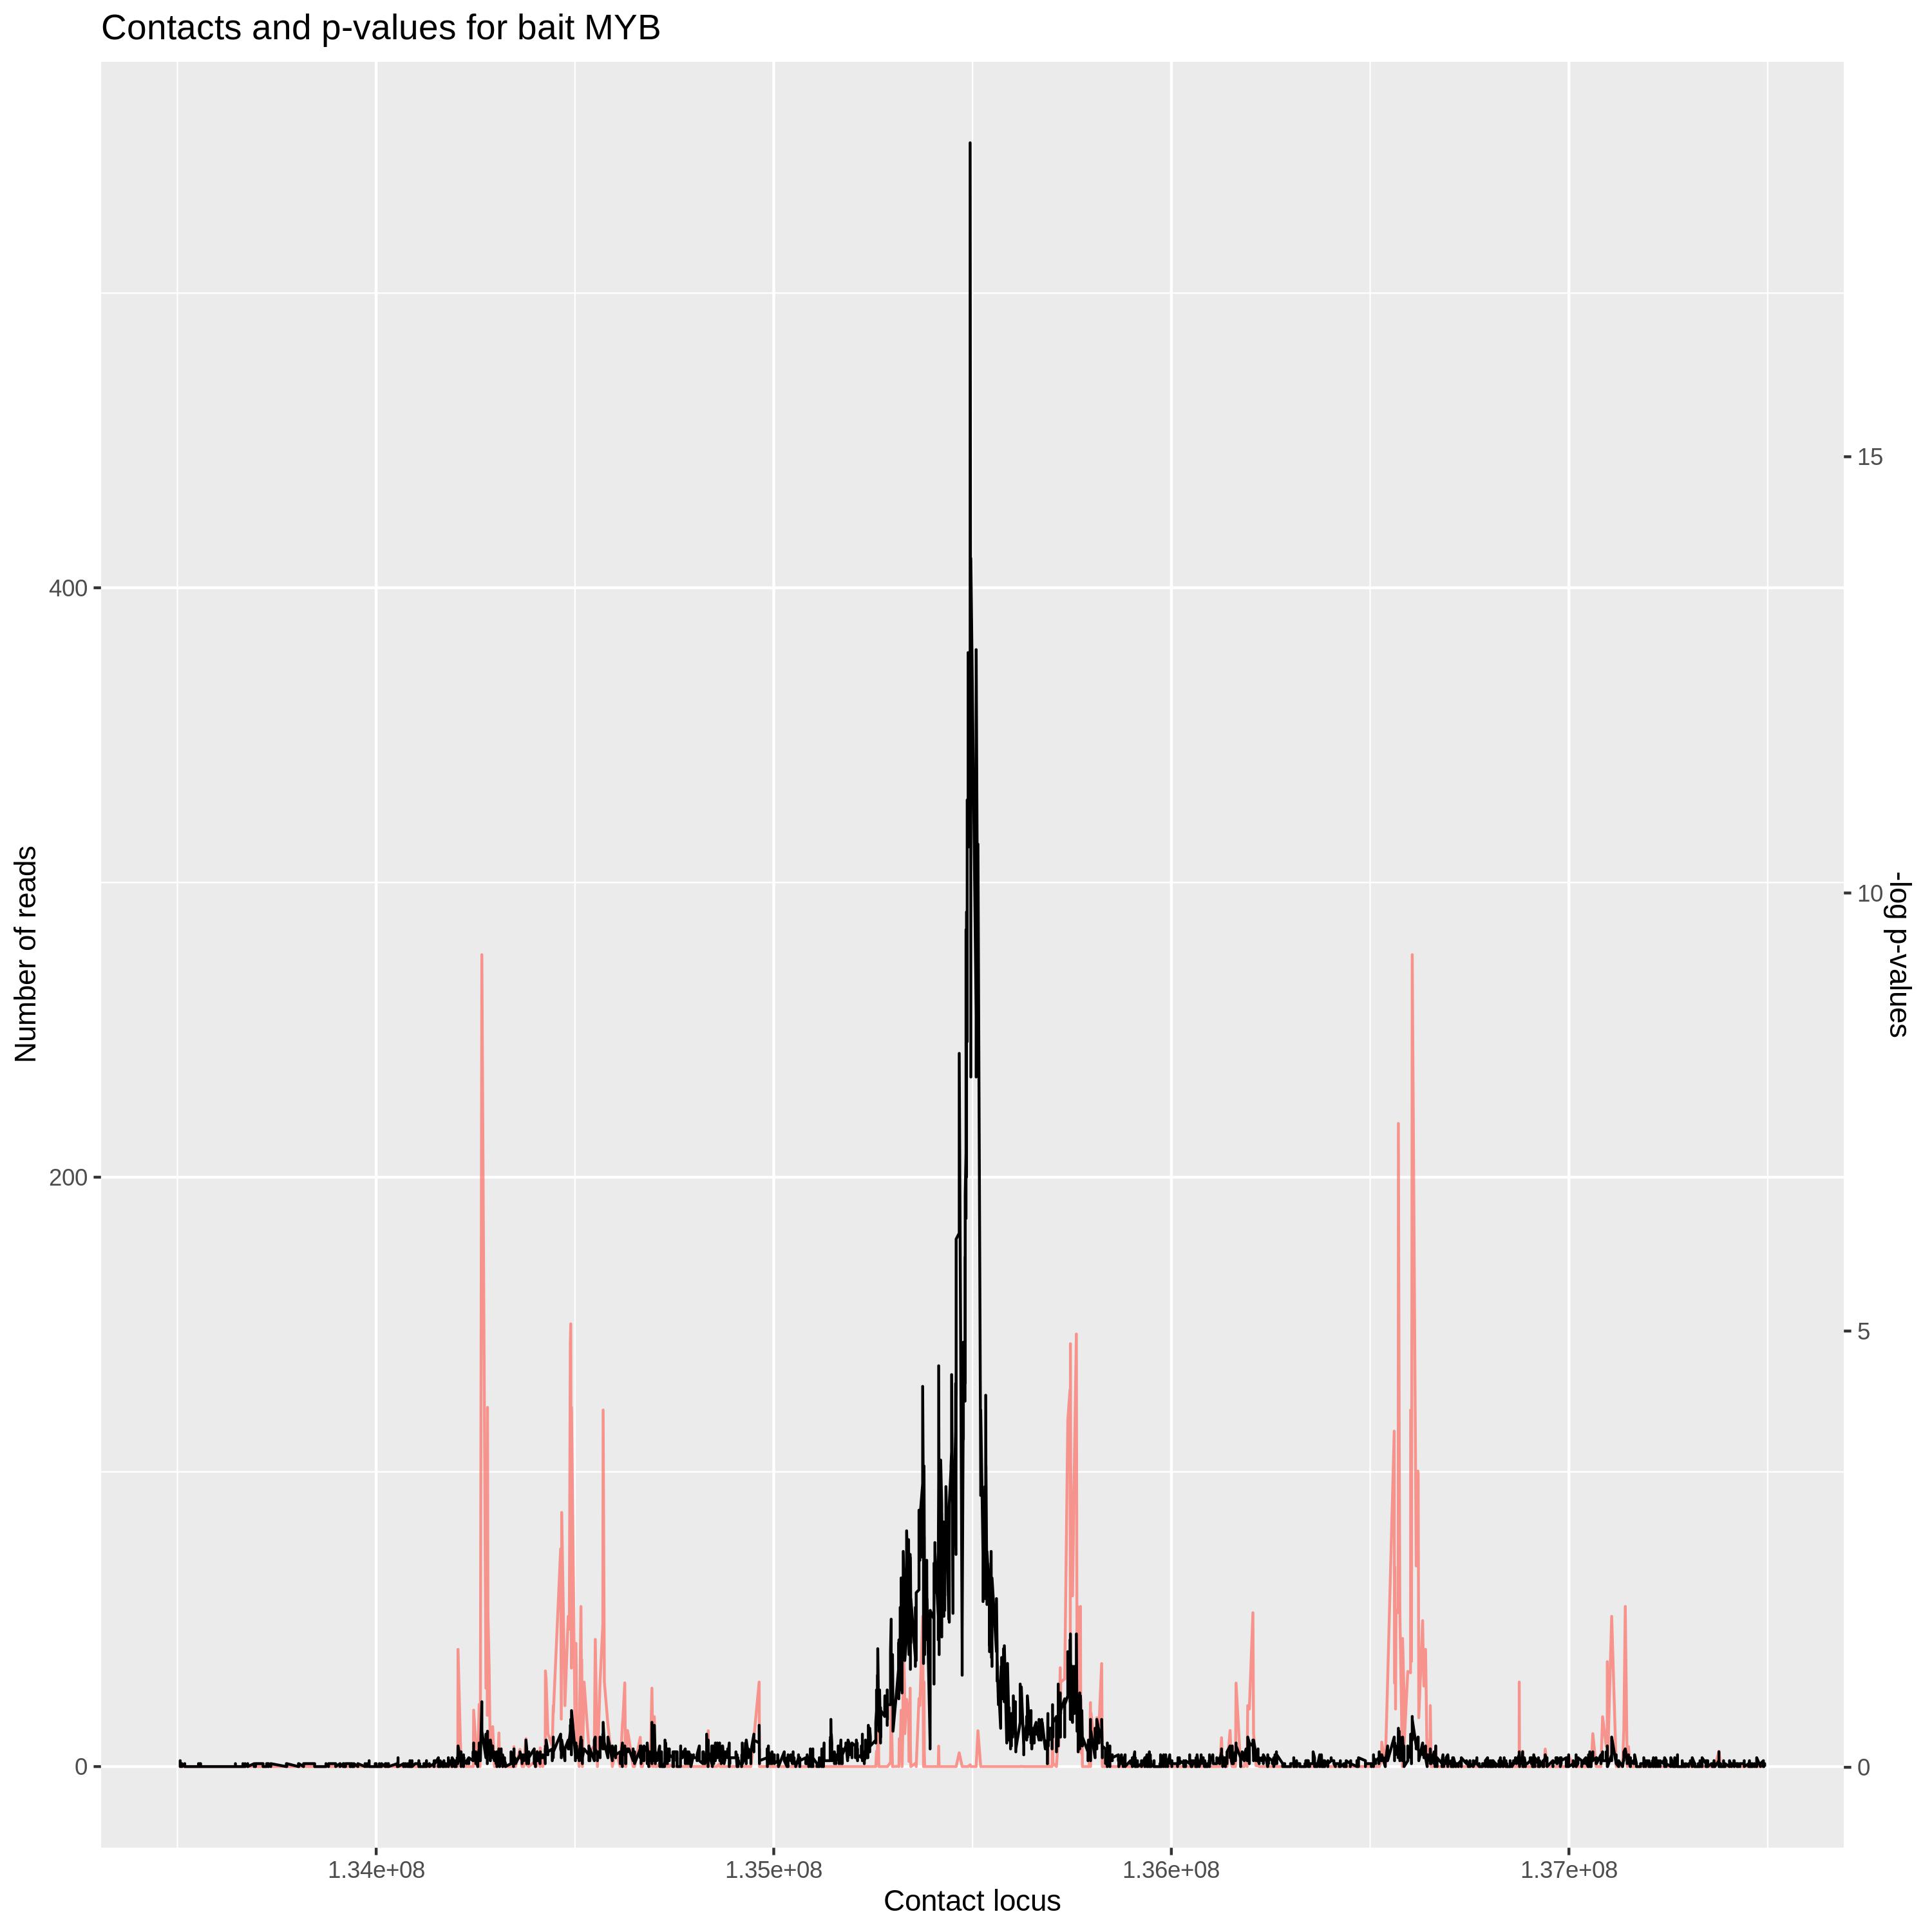 Contacts and p-values for bait MYB
Number of reads
400
200
0
15
10
5
0
-log p-values
1.34e+08
1.35e+08
1.36e+08
1.37e+08
Contact locus